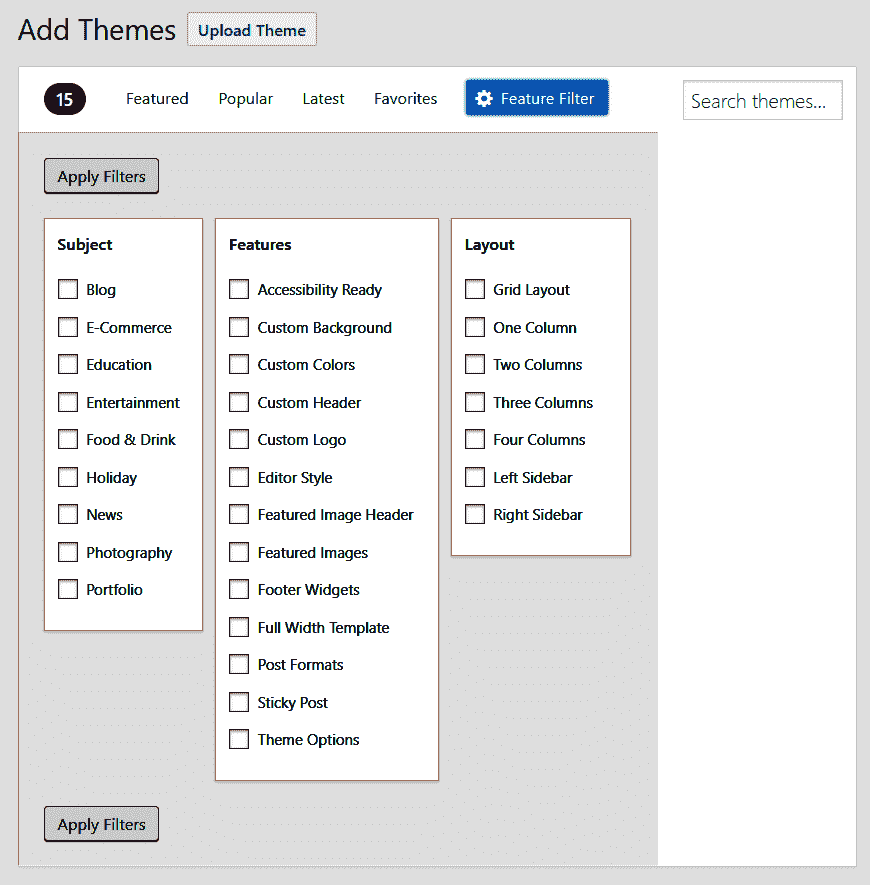 Add Themes Upload Theme
15 Featured Popular Latest Favorites Feature Filter Search themes...
Apply Filters
Subject
Blog
E-Commerce
Education
Entertainment
Food & Drink
Holiday
News
Photography
Portfolio
Features
Accessibility Ready
Custom Background
Custom Colors
Custom Header
Custom Logo
Editor Style
Featured Image Header
Featured Images
Footer Widgets
Full Width Template
Post Formats
Sticky Post
Theme Options
Layout
Grid Layout
One Column
Two Columns
Three Columns
Four Columns
Left Sidebar
Right Sidebar
Apply Filters